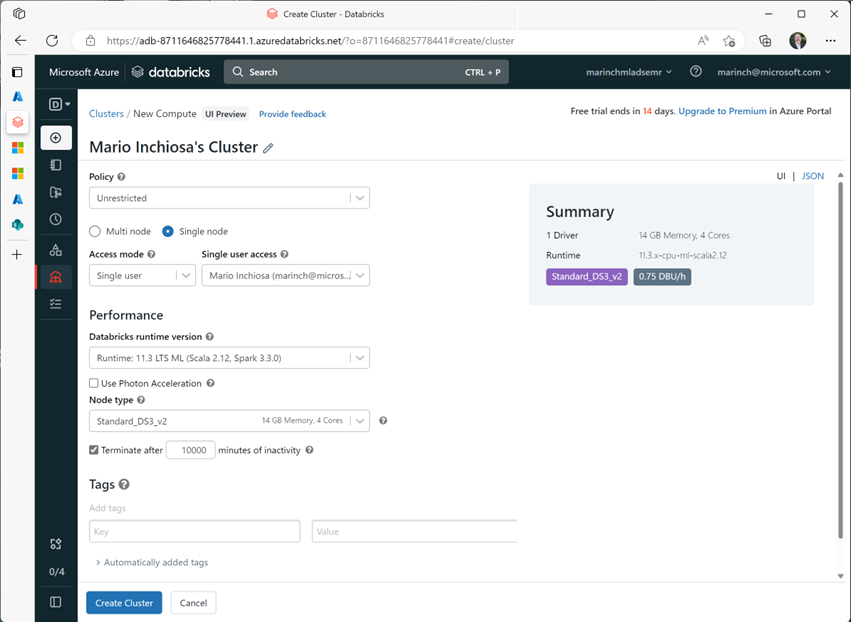 Create Cluster - Databricks
https://adb-8711646825778441.1.azuredatabricks.net/?o=8711646825778441#create/cluster
Microsoft Azure databricks Search CTRL + P marinchmladsemr marinch@microsoft.com
Clusters / New Compute UI Preview Provide feedback
Free trial ends in 14 days. Upgrade to Premium in Azure Portal
Mario Inchiosa's Cluster
UI | JSON
Policy
Unrestricted
Multi node Single node
Access mode Single user access
Single user Mario Inchiosa (marinch@micros...
Performance
Databricks runtime version
Runtime: 11.3 LTS ML (Scala 2.12, Spark 3.3.0)
Use Photon Acceleration
Node type
Standard_DS3_v2 14 GB Memory, 4 Cores
Terminate after 10000 minutes of inactivity
Tags
Add tags
Key Value
Automatically added tags
Create Cluster Cancel
Summary
1 Driver 14 GB Memory, 4 Cores
Runtime 11.3.x-cpu-ml-scala2.12
Standard_DS3_v2 0.75 DBU/h
0/4